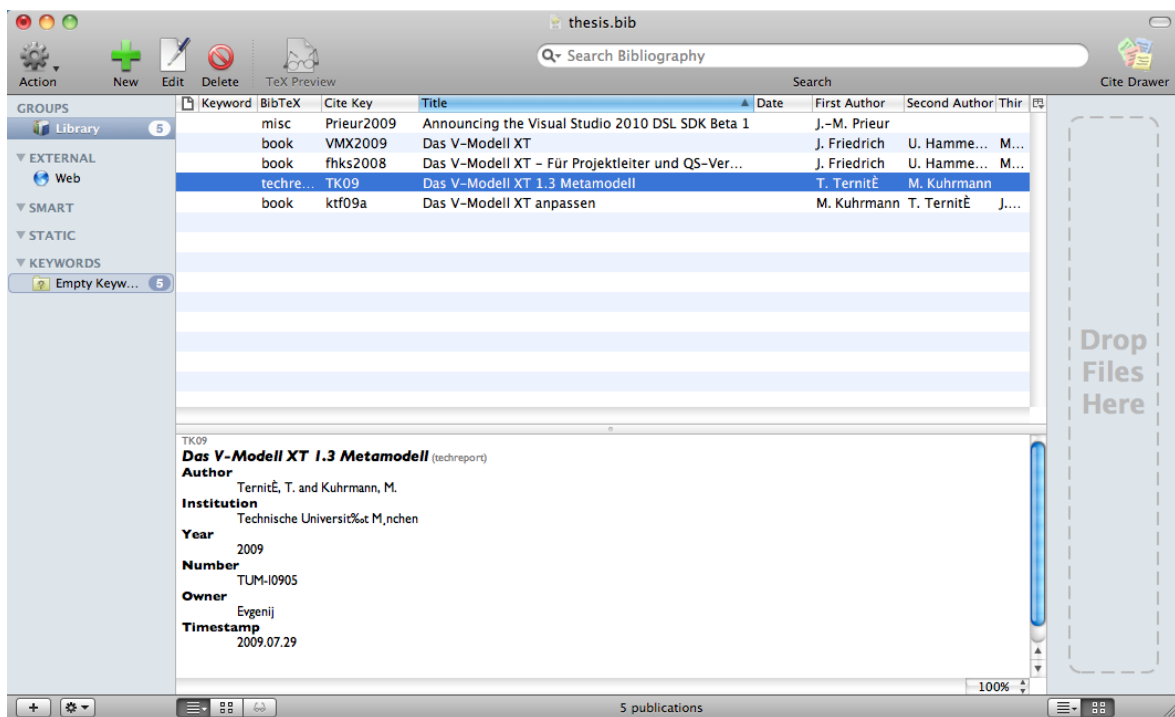 thesis.bib
Search Bibliography
Action New Edit Delete TeX Preview Search Cite Drawer
GROUPS
Library 5
EXTERNAL
Web
SMART
STATIC
KEYWORDS
Empty Keyw... 5
Keyword BibTeX Cite Key Title Date First Author Second Author Thir
misc Prieur2009 Announcing the Visual Studio 2010 DSL SDK Beta 1 J.-M. Prieur
book VMX2009 Das V-Modell XT J. Friedrich U. Hamme... M...
book fhks2008 Das V-Modell XT - Für Projektleiter und QS-Ver... J. Friedrich U. Hamme... M...
techre... TK09 Das V-Modell XT 1.3 Metamodell T. TernitÈ M. Kuhrmann
book ktf09a Das V-Modell XT anpassen M. Kuhrmann T. TernitÈ J....
TK09
Das V-Modell XT 1.3 Metamodell (techreport)
Author
TernitÈ, T. and Kuhrmann, M.
Institution
Technische Universit‰t M¸nchen
Year
2009
Number
TUM-I0905
Owner
Evgenij
Timestamp
2009.07.29
100%
5 publications
Drop
Files
Here